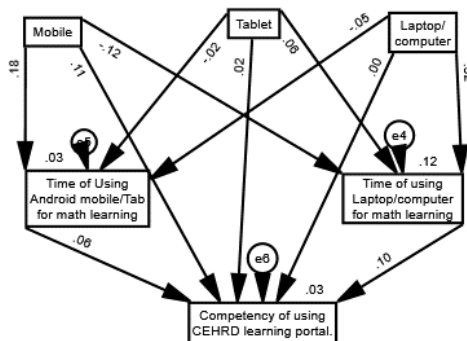 Mobile
Tablet
Laptop/
computer
.18
.11
-.12
-.02
.02
.06
-.05
.00
e5
e4
.03
.12
Time of Using
Android mobile/Tab
for math learning
Time of using
Laptop/computer
for math learning
.06
e6
.10
.03
Competency of using
CEHRD learning portal.